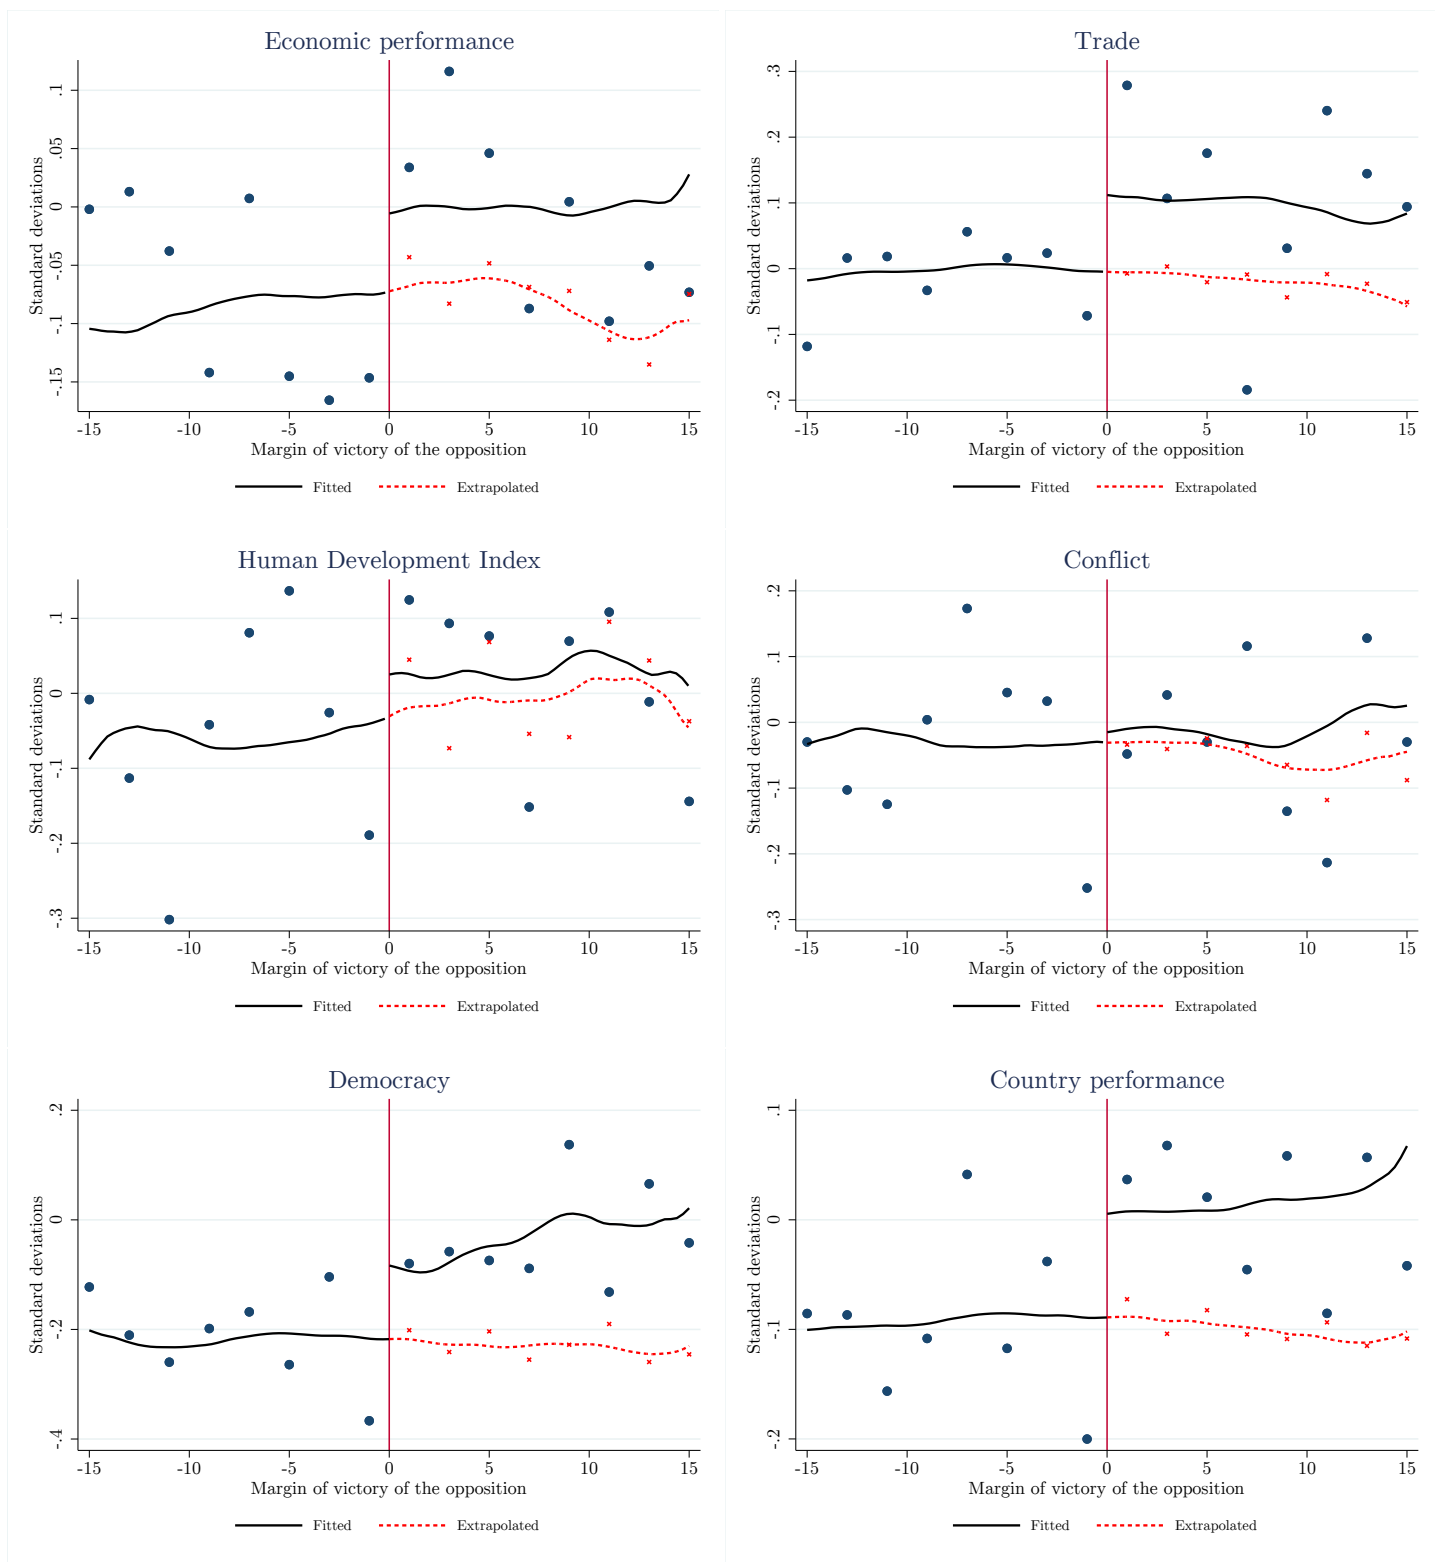 Economic performance
Standard deviations
.1
.05
0
-.05
-.1
-.15
-15 -10 -5 0 5 10 15
Margin of victory of the opposition
Fitted Extrapolated
Trade
Standard deviations
.3
.2
.1
0
-.1
-.2
-15 -10 -5 0 5 10 15
Margin of victory of the opposition
Fitted Extrapolated
Human Development Index
Standard deviations
.1
0
-.1
-.2
-.3
-15 -10 -5 0 5 10 15
Margin of victory of the opposition
Fitted Extrapolated
Conflict
Standard deviations
.2
.1
0
-.1
-.2
-.3
-15 -10 -5 0 5 10 15
Margin of victory of the opposition
Fitted Extrapolated
Democracy
Standard deviations
.2
0
-.2
-.4
-15 -10 -5 0 5 10 15
Margin of victory of the opposition
Fitted Extrapolated
Country performance
Standard deviations
.1
0
-.1
-.2
-15 -10 -5 0 5 10 15
Margin of victory of the opposition
Fitted Extrapolated